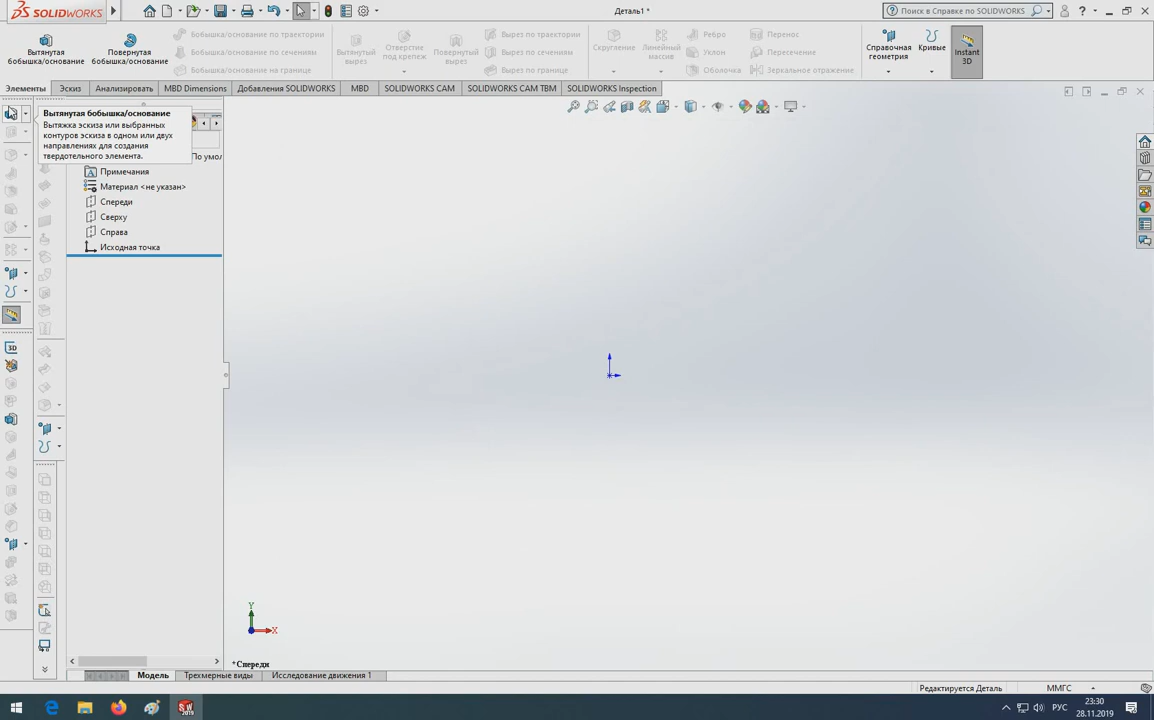 SOLIDWORKS
Деталь1 *
Поиск в Справке по SOLIDWORKS
Вытянутая
бобышка/основание
Повернутая
бобышка/основание
Бобышка/основание по траектории
Бобышка/основание по сечениям
Бобышка/основание на границе
Вытянутый
вырез
Отверстие
под крепеж
Повернутый
вырез
Вырез по траектории
Вырез по сечениям
Вырез по границе
Скругление
Линейный
массив
Ребро
Уклон
Оболочка
Перенос
Пересечение
Зеркальное отражение
Справочная
геометрия
Кривые
Instant
3D
Элементы
Эскиз
Анализировать
MBD Dimensions
Добавления SOLIDWORKS
MBD
SOLIDWORKS CAM
SOLIDWORKS CAM TBM
SOLIDWORKS Inspection
Вытянутая бобышка/основание
Вытяжка эскиза или выбранных
контуров эскиза в одном или двух
направлениях для создания
твердотельного элемента.
По умол
Примечания
Материал <не указан>
Спереди
Сверху
Справа
Исходная точка
3D
Y
X
*Спереди
Модель
Трехмерные виды
Исследование движения 1
Редактируется Деталь
ММГС
SW
2019
РУС
23:30
28.11.2019